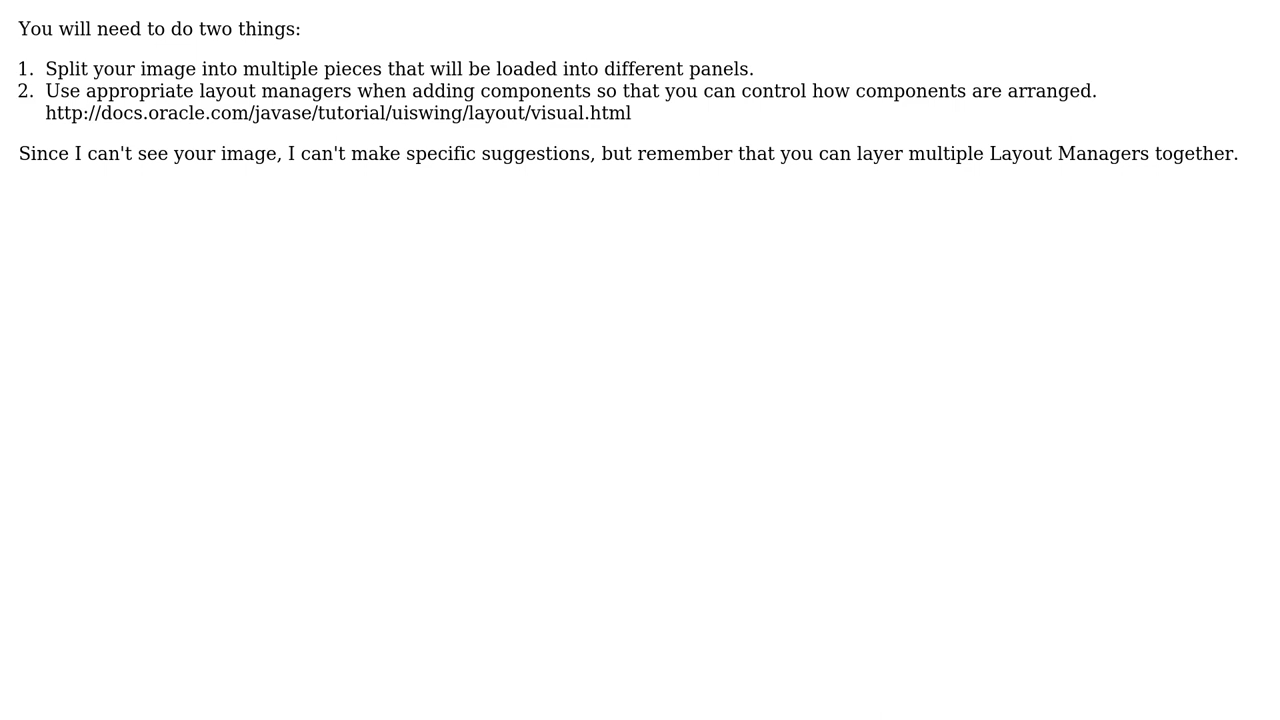 You will need to do two things:
1. Split your image into multiple pieces that will be loaded into different panels.
2. Use appropriate layout managers when adding components so that you can control how components are arranged.
http://docs.oracle.com/javase/tutorial/uiswing/layout/visual.html
Since I can't see your image, I can't make specific suggestions, but remember that you can layer multiple Layout Managers together.